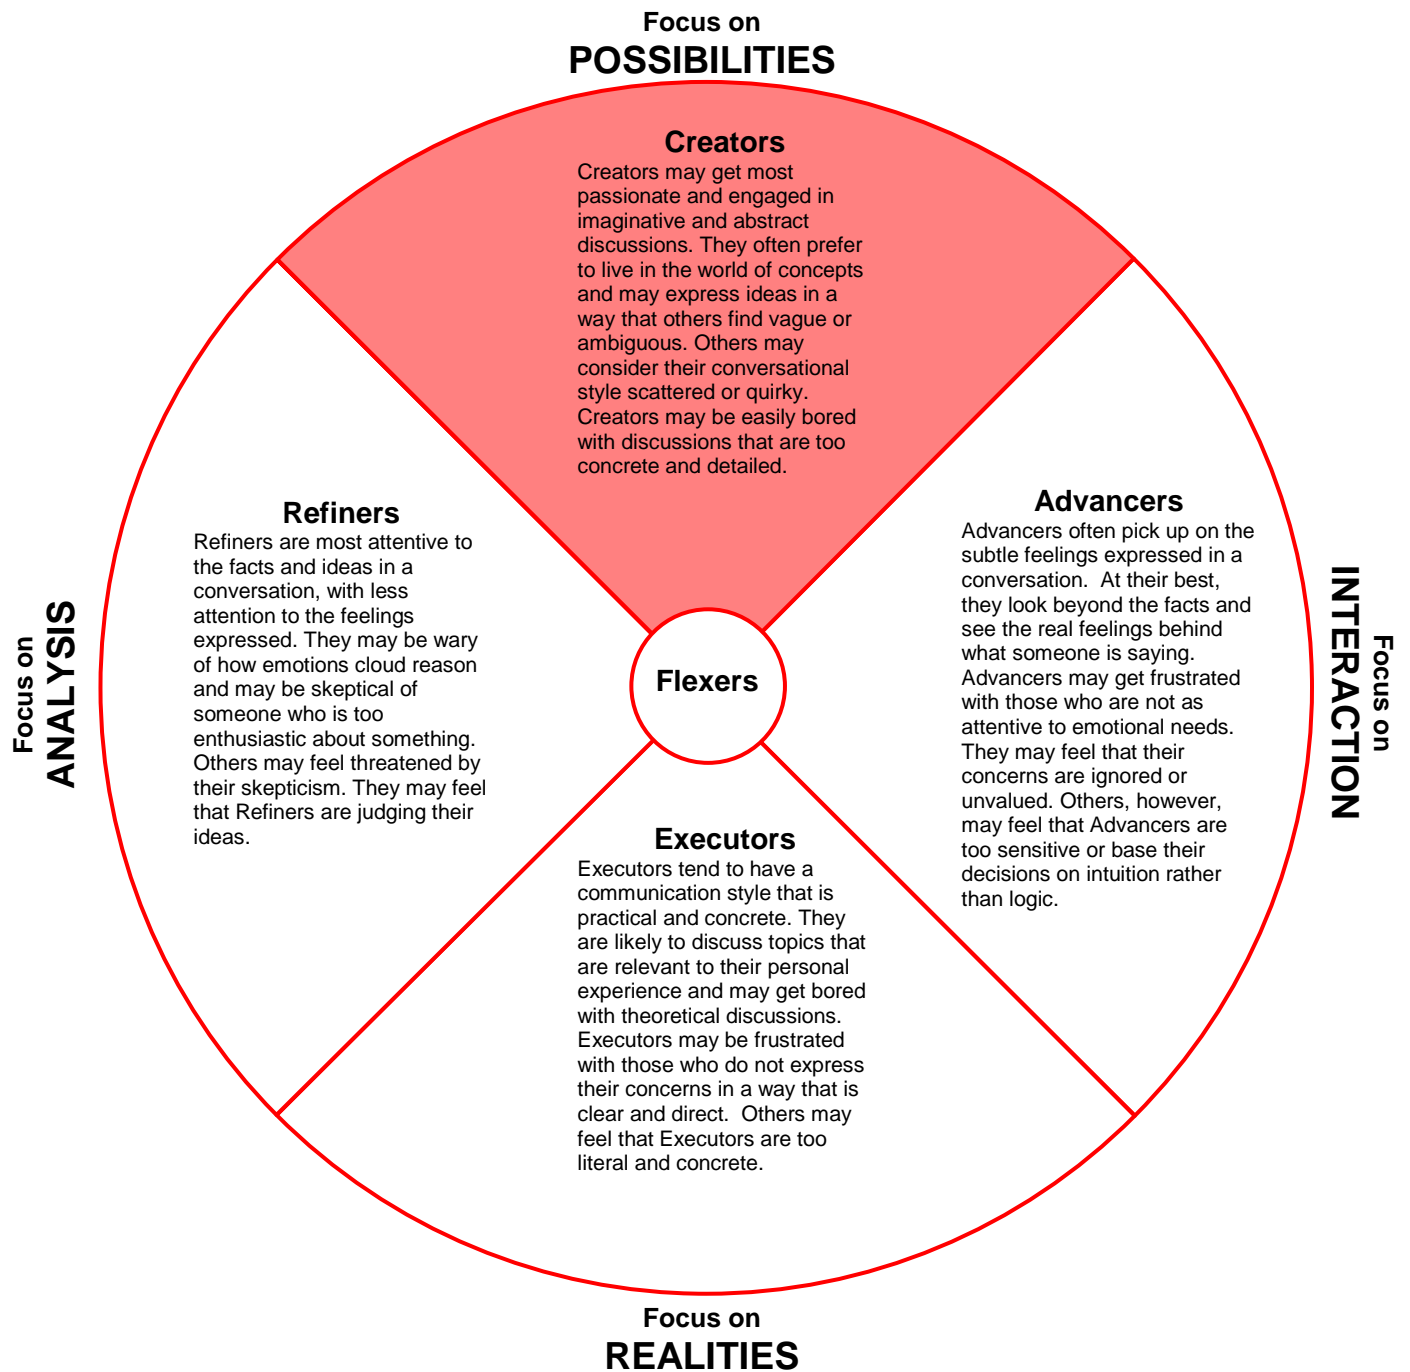 Focus on
POSSIBILITIES
Creators
Creators may get most
passionate and engaged in
imaginative and abstract
discussions. They often prefer
to live in the world of concepts
and may express ideas in a
way that others find vague or
ambiguous. Others may
consider their conversational
style scattered or quirky.
Creators may be easily bored
with discussions that are too
concrete and detailed.
Focus on
ANALYSIS
Refiners
Refiners are most attentive to
the facts and ideas in a
conversation, with less
attention to the feelings
expressed. They may be wary
of how emotions cloud reason
and may be skeptical of
someone who is too
enthusiastic about something.
Others may feel threatened by
their skepticism. They may feel
that Refiners are judging their
ideas.
Flexers
Advancers
Advancers often pick up on the
subtle feelings expressed in a
conversation.  At their best,
they look beyond the facts and
see the real feelings behind
what someone is saying.
Advancers may get frustrated
with those who are not as
attentive to emotional needs.
They may feel that their
concerns are ignored or
unvalued. Others, however,
may feel that Advancers are
too sensitive or base their
decisions on intuition rather
than logic.
Focus on
INTERACTION
Executors
Executors tend to have a
communication style that is
practical and concrete. They
are likely to discuss topics that
are relevant to their personal
experience and may get bored
with theoretical discussions.
Executors may be frustrated
with those who do not express
their concerns in a way that is
clear and direct.  Others may
feel that Executors are too
literal and concrete.
Focus on
REALITIES